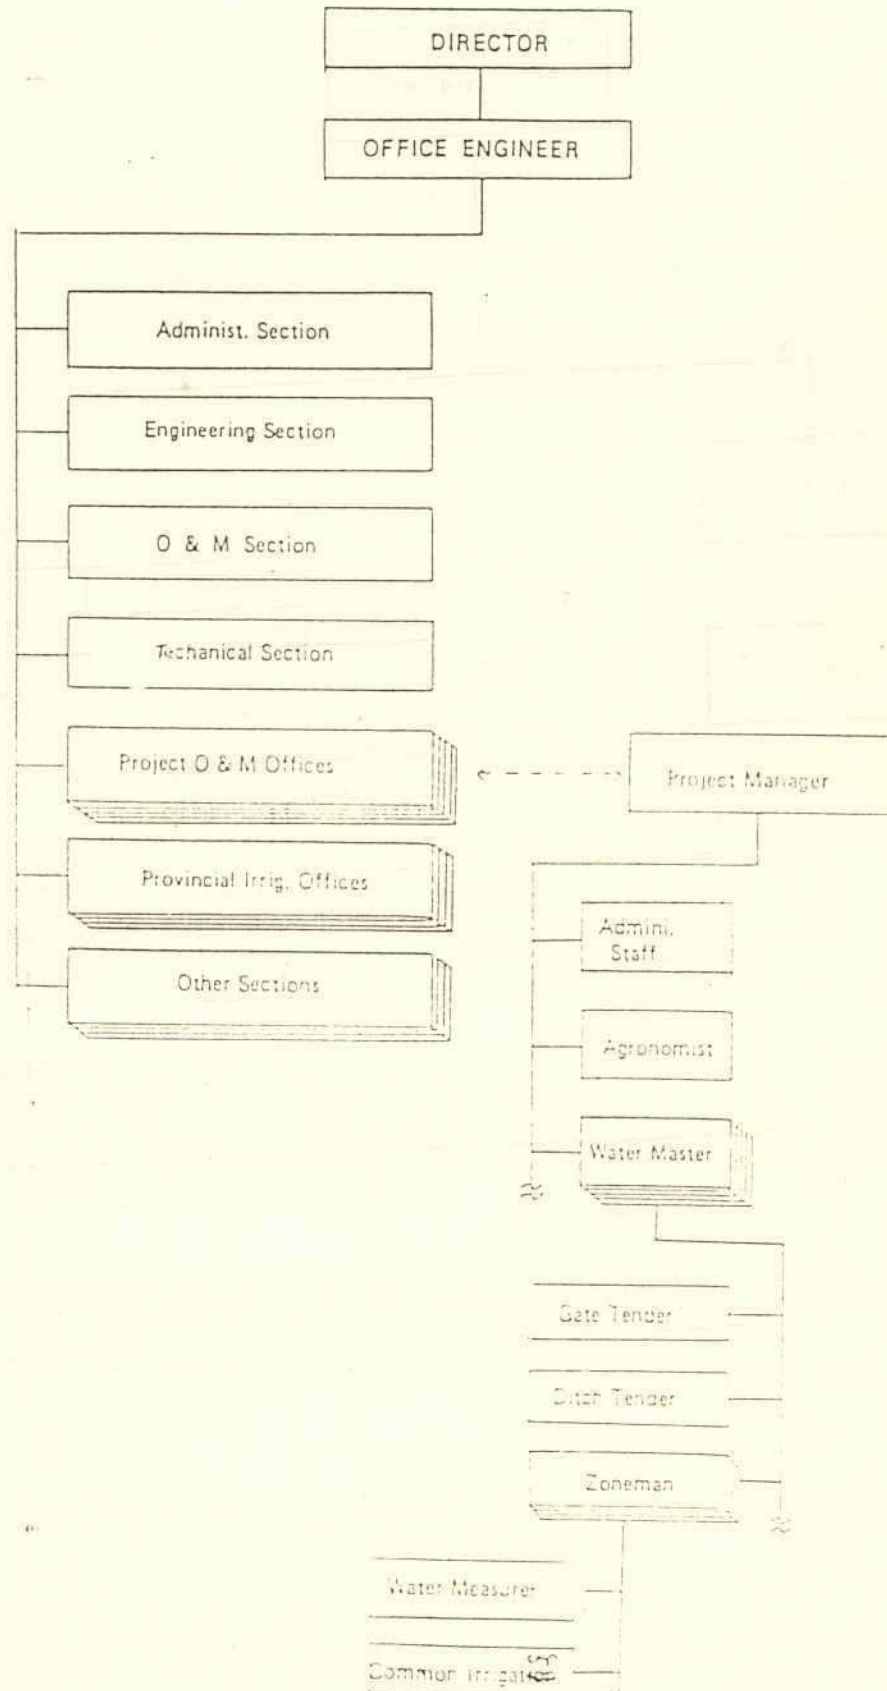 DIRECTOR
OFFICE ENGINEER
Administ. Section
Engineering Section
O & M Section
Techanical Section
Project O & M Offices
Provincial Irrig. Offices
Other Sections
Project Manager
Admini.
Staff
Agronomist
Water Master
Gate Tender
Ditch Tender
Zoneman
Water Measurer
Common Irrigators